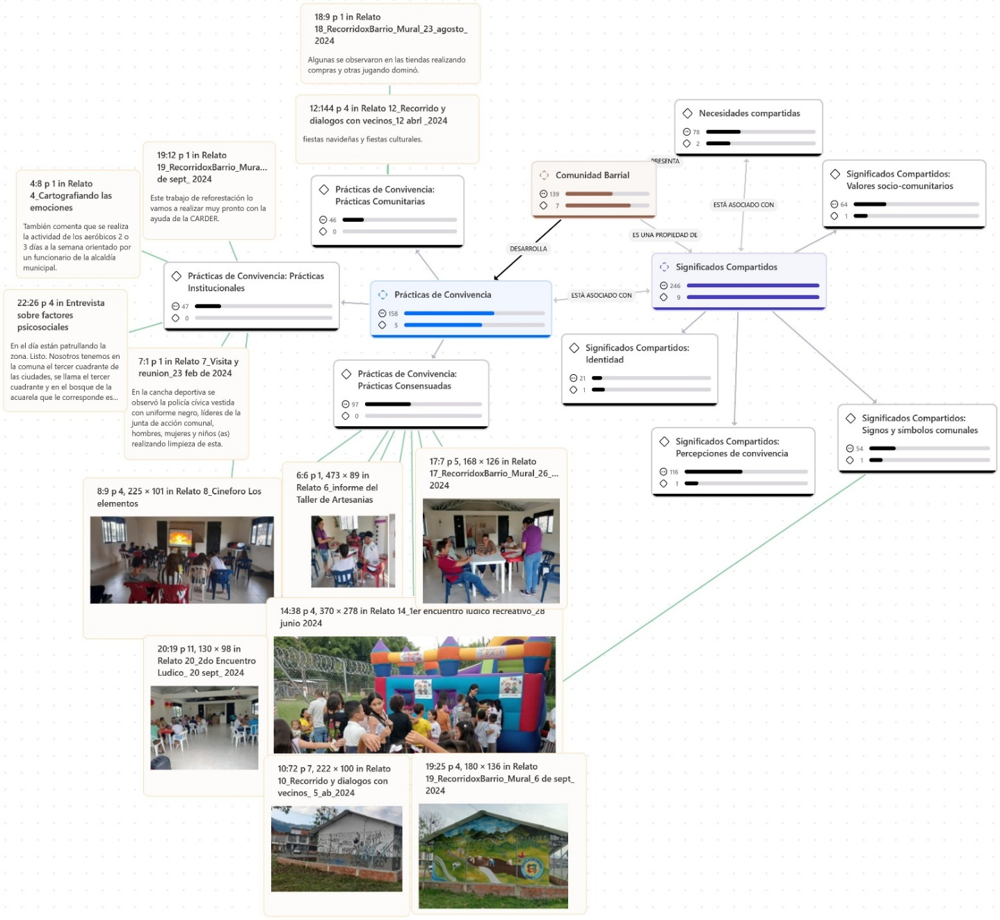 18:9 p 1 in Relato
18_RecorridoxBarrio_Mural_23_agosto_
2024
Algunas se observaron en las tiendas realizando
compras y otras jugando dominó.
12:144 p 4 in Relato 12_Recorrido y
dialogos con vecinos_12 abrl _2024
fiestas navideñas y fiestas culturales.
19:12 p 1 in Relato
19_RecorridoxBarrio_Mura...
de sept_ 2024
Este trabajo de reforestación lo
vamos a realizar muy pronto con la
ayuda de la CARDER.
4:8 p 1 in Relato
4_Cartografiando las
emociones
También comenta que se realiza
la actividad de los aeróbicos 2 o
3 días a la semana orientado por
un funcionario de la alcaldía
municipal.
Necesidades compartidas
78
2
PRESENTA
Comunidad Barrial
139
7
Significados Compartidos:
Valores socio-comunitarios
64
1
Prácticas de Convivencia:
Prácticas Comunitarias
46
0
ESTÁ ASOCIADO CON
ES UNA PROPIEDAD DE
DESARROLLA
Prácticas de Convivencia: Prácticas
Institucionales
47
0
Prácticas de Convivencia
158
5
ESTÁ ASOCIADO CON
Significados Compartidos
246
9
22:26 p 4 in Entrevista
sobre factores
psicosociales
En el día están patrullando la
zona. Listo. Nosotros tenemos en
la comuna el tercer cuadrante de
las ciudades, se llama el tercer
cuadrante y en el bosque de la
acuarela que le corresponde es...
7:1 p 1 in Relato 7_Visita y
reunion_23 feb de 2024
En la cancha deportiva se
observó la policía cívica vestida
con uniforme negro, líderes de la
junta de acción comunal,
hombres, mujeres y niños (as)
realizando limpieza de esta.
Prácticas de Convivencia:
Prácticas Consensuadas
97
0
Significados Compartidos:
Identidad
21
1
Significados Compartidos:
Percepciones de convivencia
116
1
Significados Compartidos:
Signos y símbolos comunales
54
1
8:9 p 4, 225 × 101 in Relato 8_Cineforo Los
elementos
6:6 p 1, 473 × 89 in
Relato 6_informe del
Taller de Artesanias
17:7 p 5, 168 × 126 in Relato
17_RecorridoxBarrio_Mural_26_...
2024
14:38 p 4, 370 × 278 in Relato 14_1er encuentro ludico recreativo_28
junio 2024
20:19 p 11, 130 × 98 in
Relato 20_2do Encuentro
Ludico_ 20 sept_ 2024
10:72 p 7, 222 × 100 in Relato
10_Recorrido y dialogos con
vecinos_ 5_ab_2024
19:25 p 4, 180 × 136 in Relato
19_RecorridoxBarrio_Mural_6 de sept_
2024